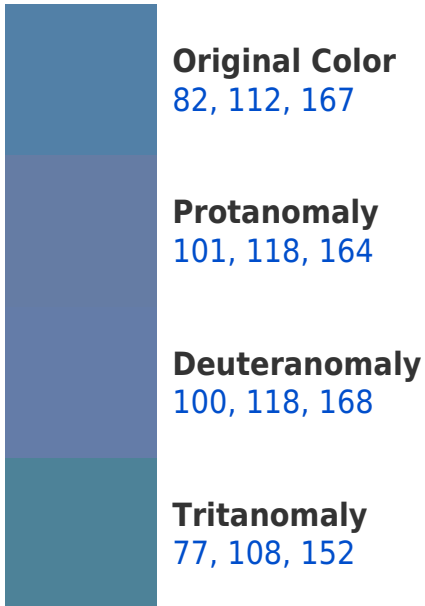 Original Color
82, 112, 167
Protanomaly
101, 118, 164
Deuteranomaly
100, 118, 168
Tritanomaly
77, 108, 152